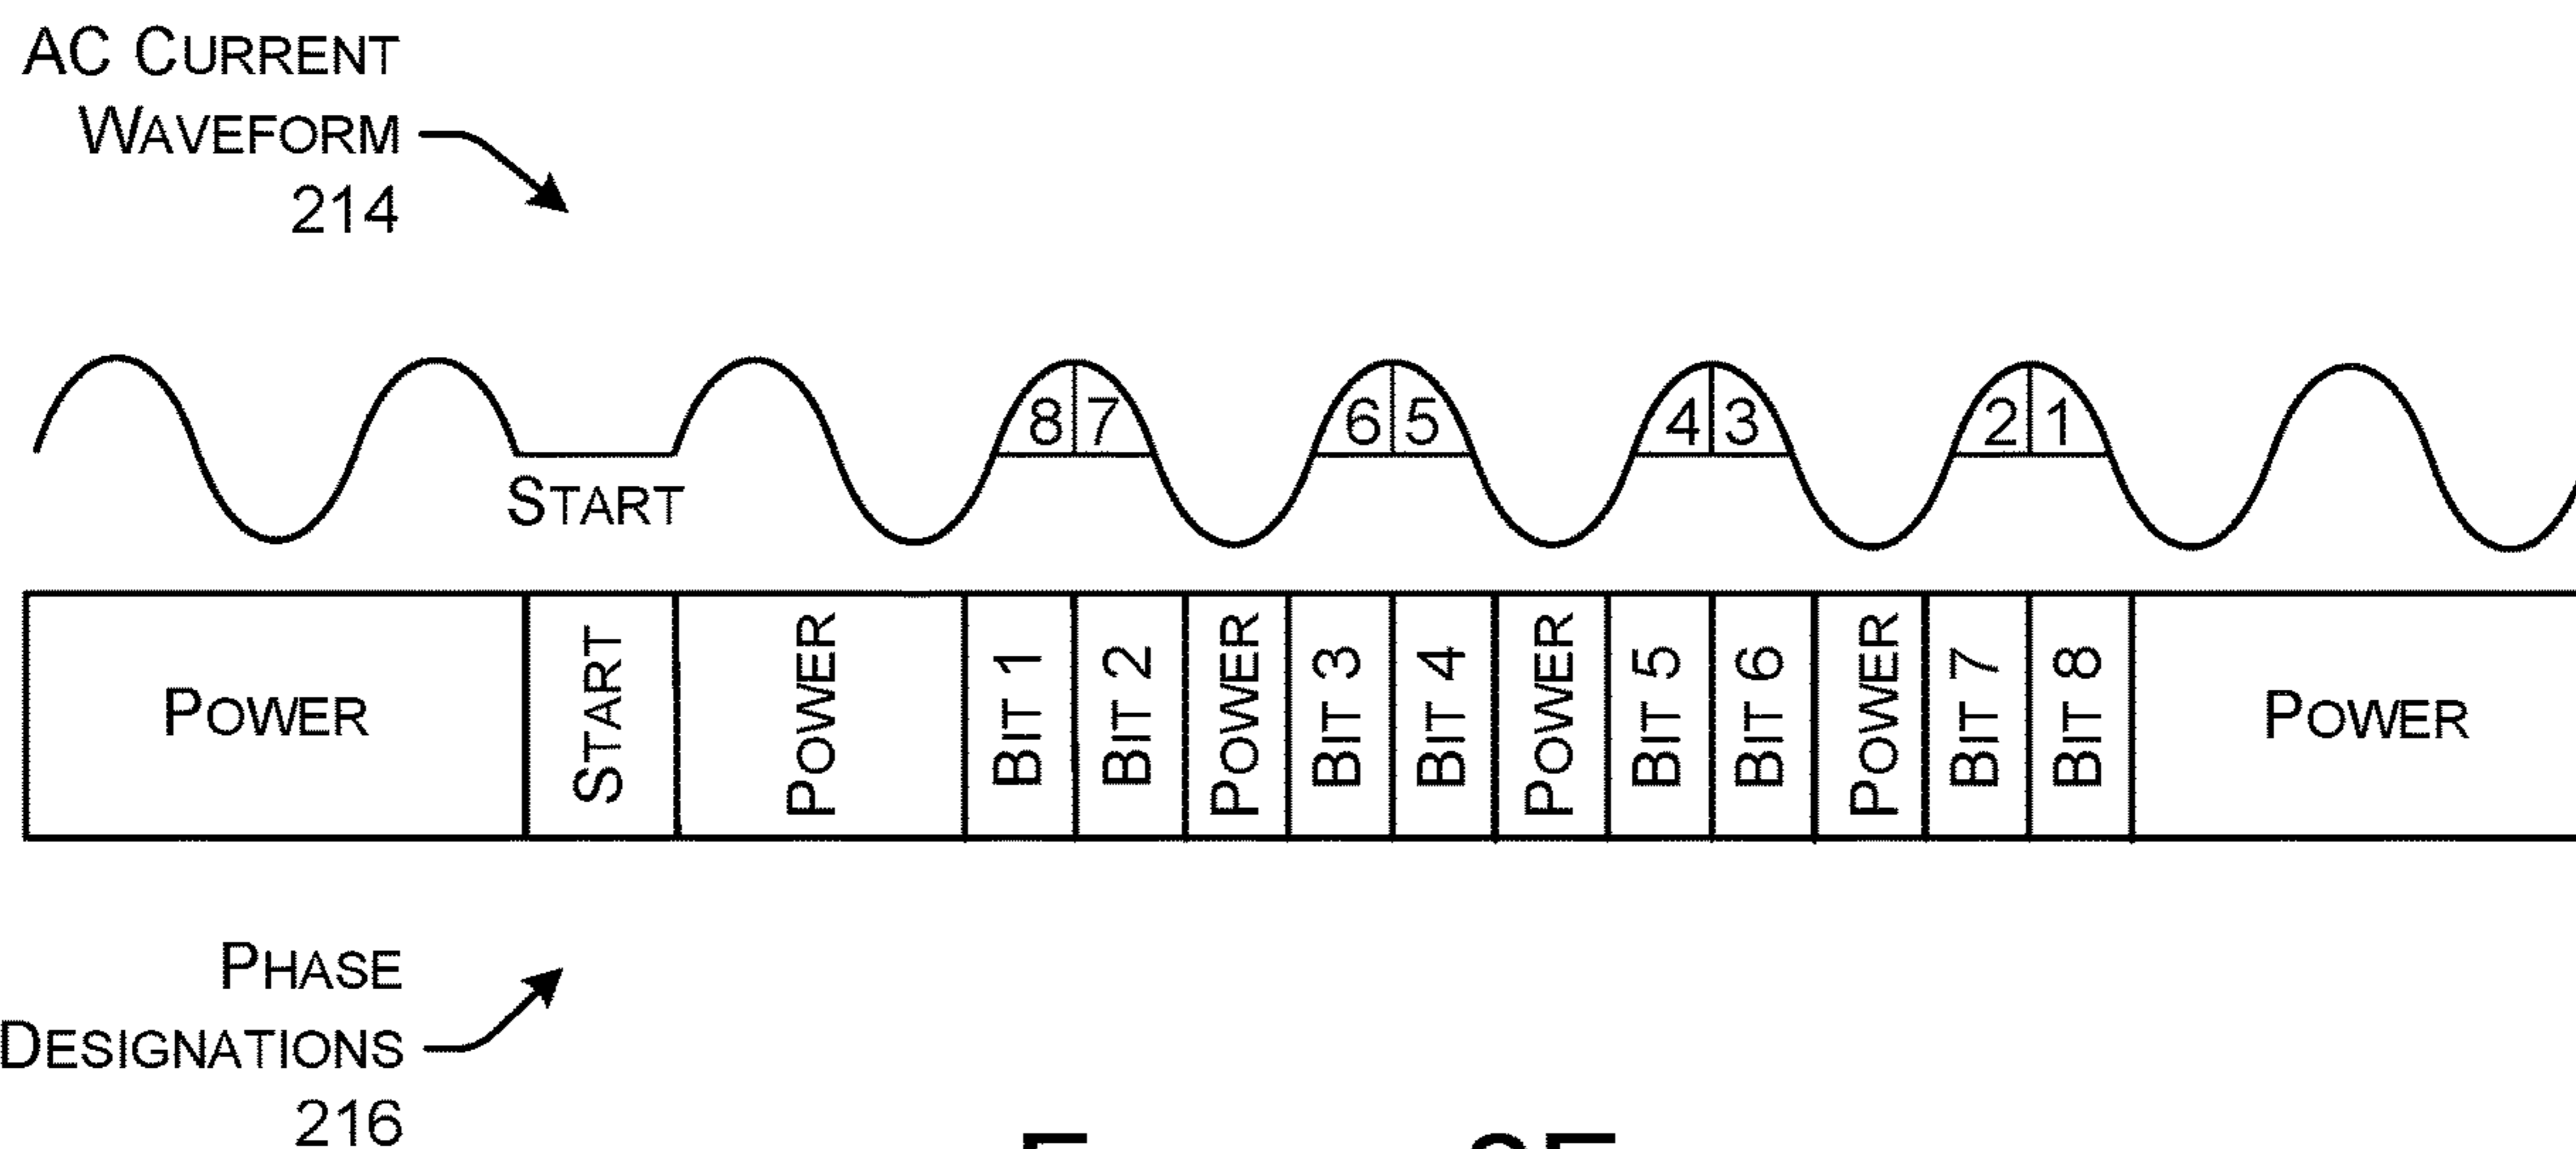 AC CURRENT
WAVEFORM
214
8 7 6 5 4 3 2 1
START
POWER START POWER BIT 1 BIT 2 POWER BIT 3 BIT 4 POWER BIT 5 BIT 6 POWER BIT 7 BIT 8 POWER
PHASE
DESIGNATIONS
216